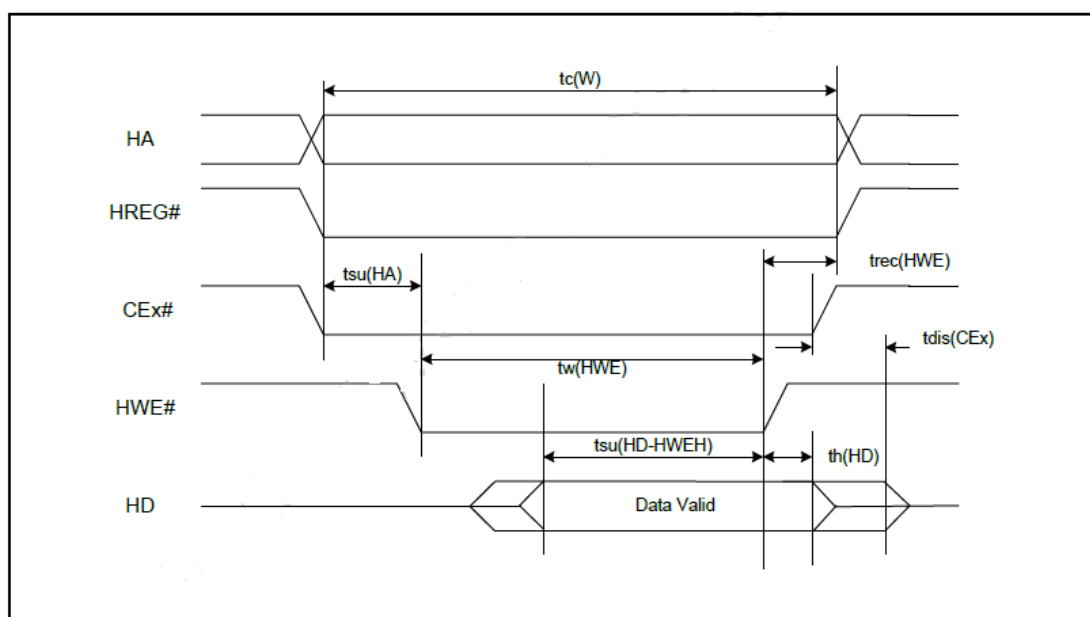 tc(W)
HA
HREG#
trec(HWE)
tsu(HA)
CEx#
tdis(CEx)
tw(HWE)
HWE#
tsu(HD-HWEH)
th(HD)
HD
Data Valid